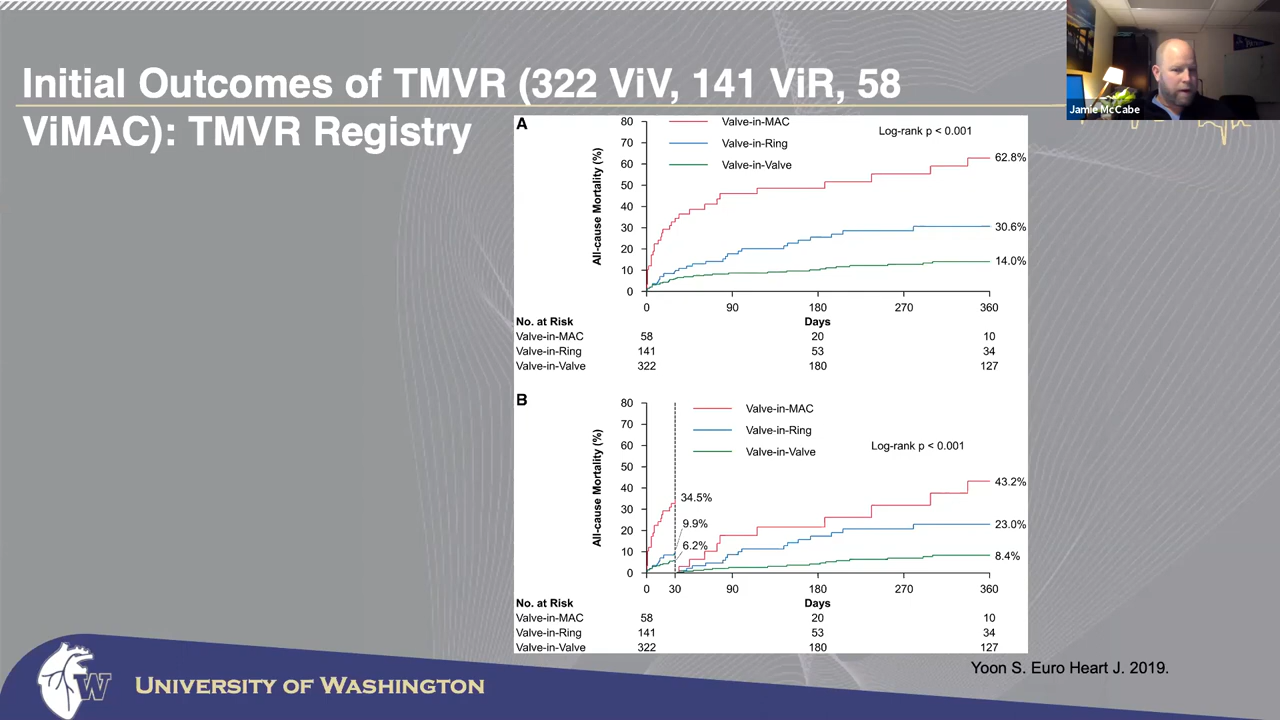 Initial Outcomes of TMVR (322 ViV, 141 ViR, 58
ViMAC): TMVR Registry
Jamie McCabe
A
80
70
60
50
40
30
20
10
0
All-cause Mortality (%)
Valve-in-MAC
Valve-in-Ring
Valve-in-Valve
Log-rank p < 0.001
62.8%
30.6%
14.0%
0 90 180 270 360
No. at Risk Days
Valve-in-MAC 58 20 10
Valve-in-Ring 141 53 34
Valve-in-Valve 322 180 127
B
80
70
60
50
40
30
20
10
0
All-cause Mortality (%)
Valve-in-MAC
Valve-in-Ring
Valve-in-Valve
Log-rank p < 0.001
34.5%
9.9%
6.2%
43.2%
23.0%
8.4%
0 30 90 180 270 360
No. at Risk Days
Valve-in-MAC 58 20 10
Valve-in-Ring 141 53 34
Valve-in-Valve 322 180 127
Yoon S. Euro Heart J. 2019.
W
UNIVERSITY OF WASHINGTON